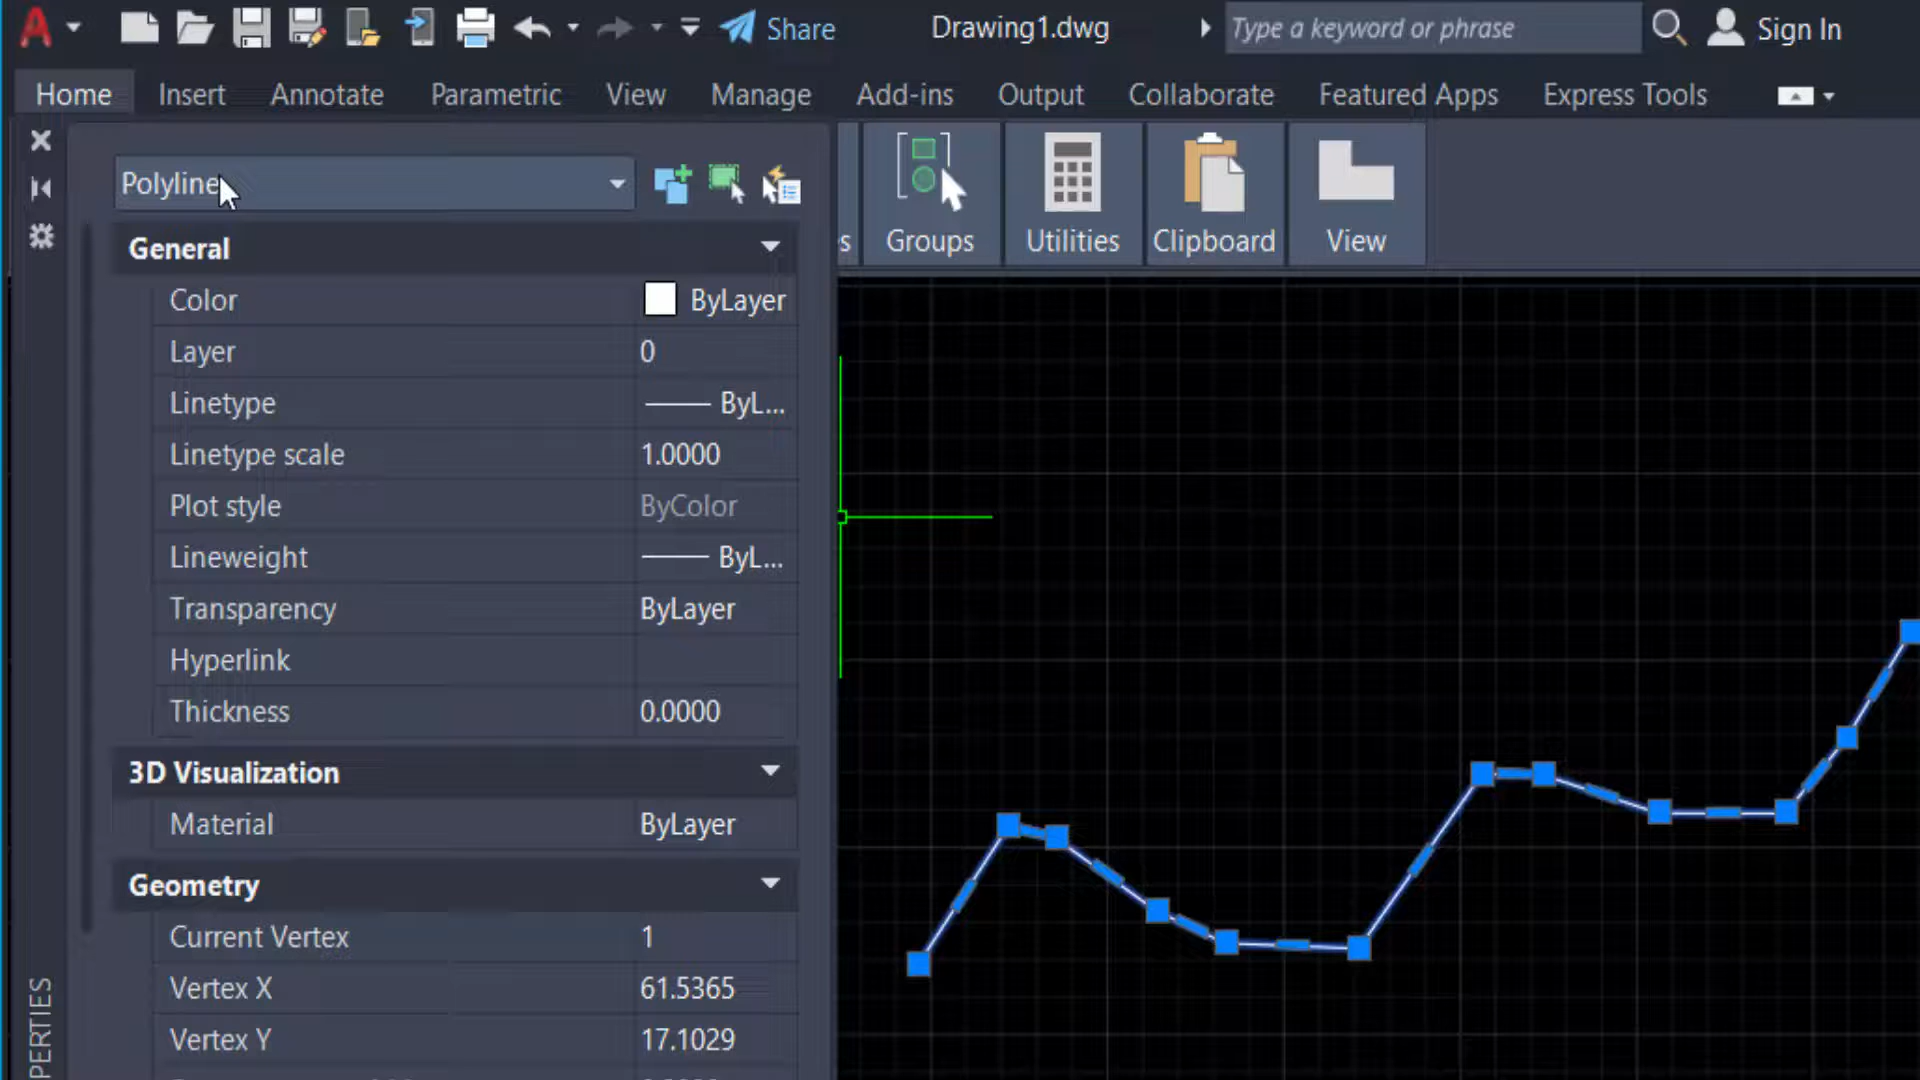 Share
Drawing1.dwg
Type a keyword or phrase
Sign In
Home Insert Annotate Parametric View Manage Add-ins Output Collaborate Featured Apps Express Tools
Polyline
Groups
Utilities
Clipboard
View
General
Color ByLayer
Layer 0
Linetype ByL...
Linetype scale 1.0000
Plot style ByColor
Lineweight ByL...
Transparency ByLayer
Hyperlink
Thickness 0.0000
3D Visualization
Material ByLayer
Geometry
Current Vertex 1
Vertex X 61.5365
Vertex Y 17.1029
PERTIES